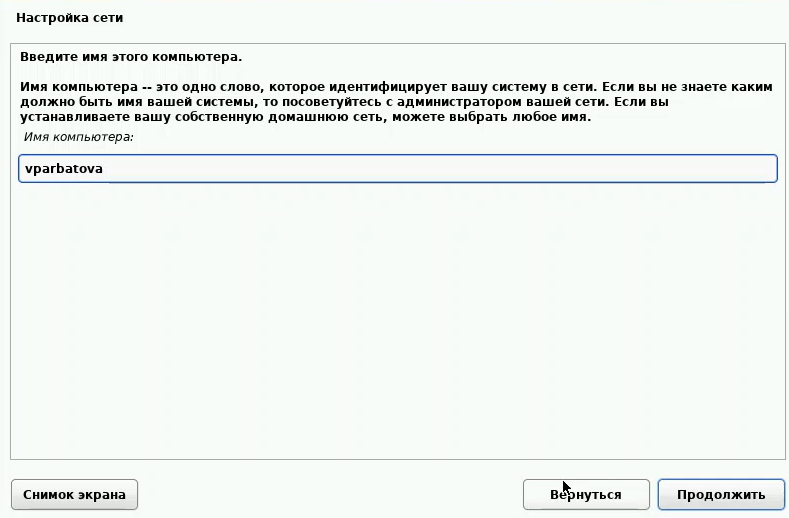 Настройка сети
Введите имя этого компьютера.
Имя компьютера -- это одно слово, которое идентифицирует вашу систему в сети. Если вы не знаете каким
должно быть имя вашей системы, то посоветуйтесь с администратором вашей сети. Если вы
устанавливаете вашу собственную домашнюю сеть, можете выбрать любое имя.
Имя компьютера:
vparbatova
Снимок экрана
Вернуться
Продолжить